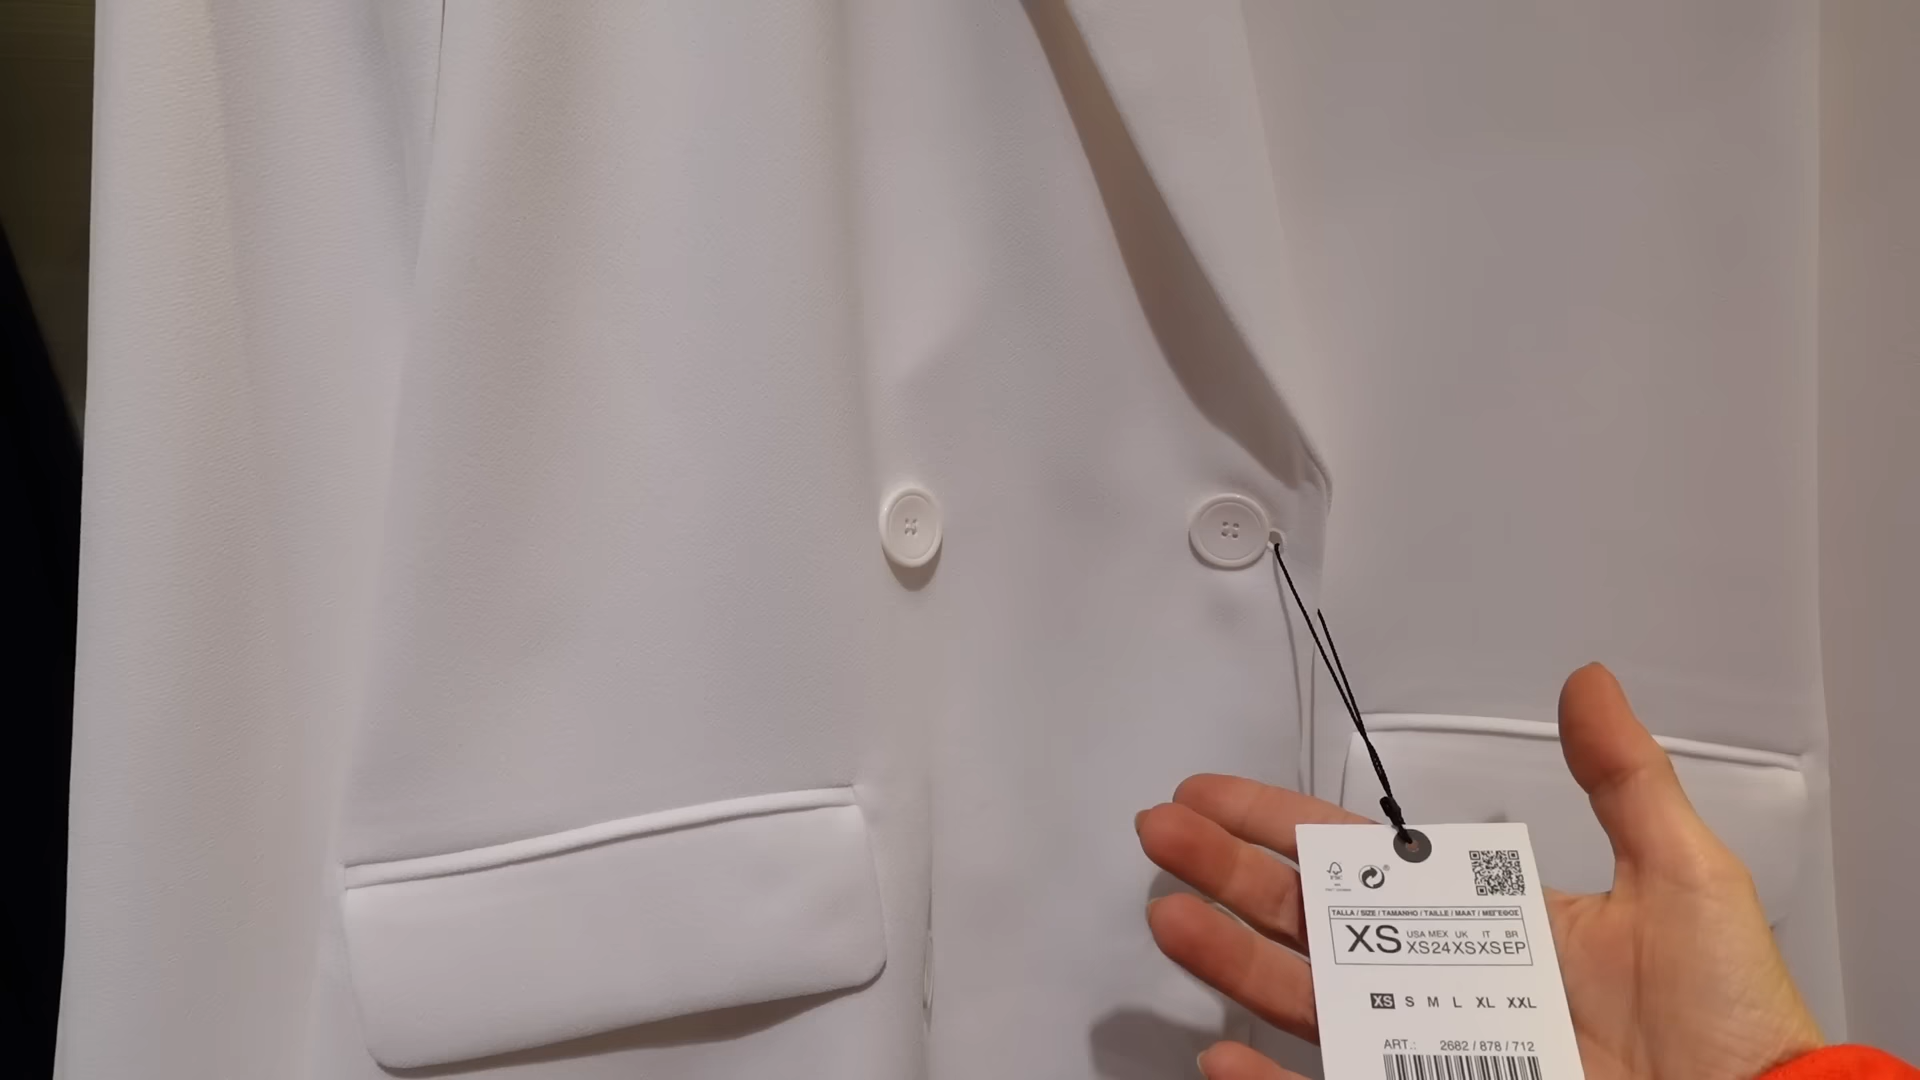 FSC
®
TALLA / SIZE / TAMANHO / TAILLE / MAAT / ΜΕΓΕΘΟΣ
XS USA MEX UK IT BR
XS 24 XS XS EP
XS S M L XL XXL
ART.: 2682 / 878 / 712